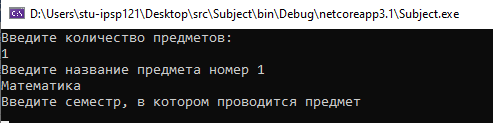 D:\Users\stu-ipsp121\Desktop\src\Subject\bin\Debug\netcoreapp3.1\Subject.exe
Введите количество предметов:
1
Введите название предмета номер 1
Математика
Введите семестр, в котором проводится предмет